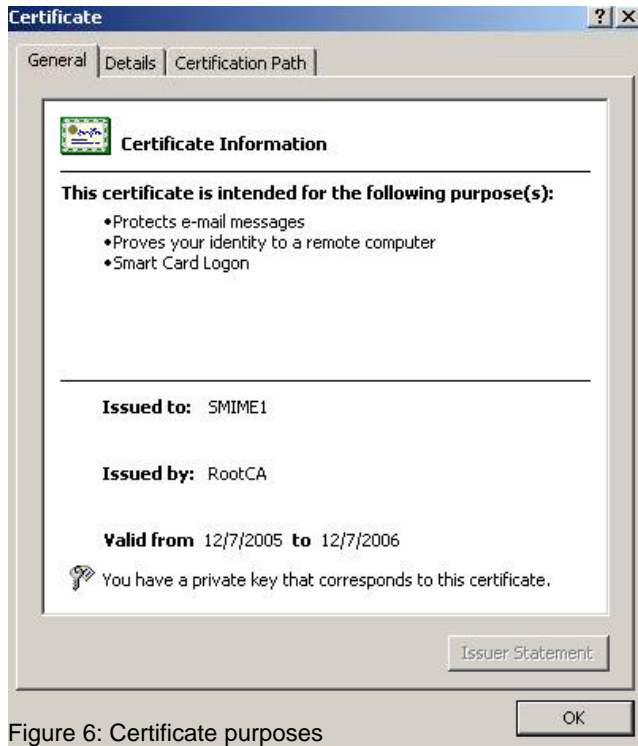 Certificate
? ×
General Details Certification Path
Certificate Information
This certificate is intended for the following purpose(s):
•Protects e-mail messages
•Proves your identity to a remote computer
•Smart Card Logon
Issued to: SMIME1
Issued by: RootCA
Valid from 12/7/2005 to 12/7/2006
You have a private key that corresponds to this certificate.
Issuer Statement
OK
Figure 6: Certificate purposes